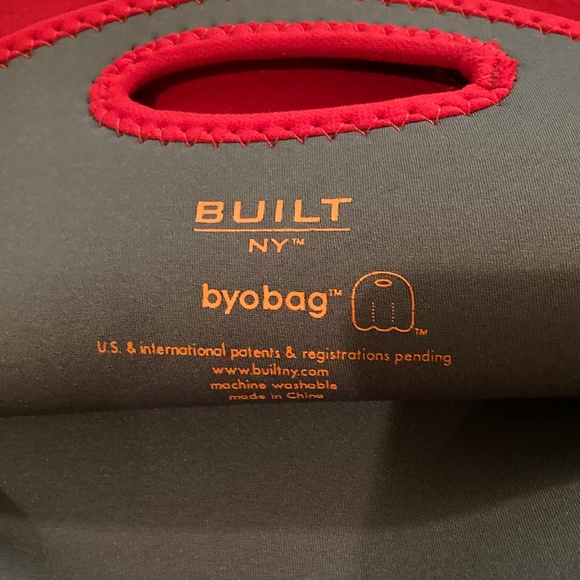 BUILT
NY™
byobag™
™
U.S. & international patents & registrations pending
www.builtny.com
machine washable
made in China